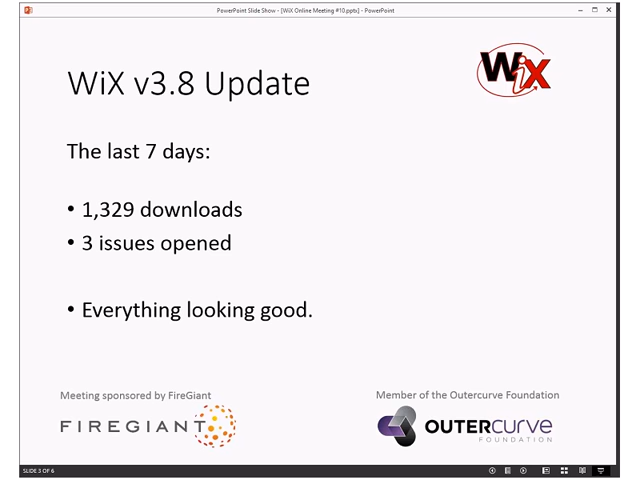 PowerPoint Slide Show - [WiX Online Meeting #10.pptx] - PowerPoint
WiX v3.8 Update
WiX
The last 7 days:
• 1,329 downloads
• 3 issues opened
• Everything looking good.
Meeting sponsored by FireGiant
Member of the Outercurve Foundation
FIREGIANT
OUTERCURVE
FOUNDATION
SLIDE 3 OF 6